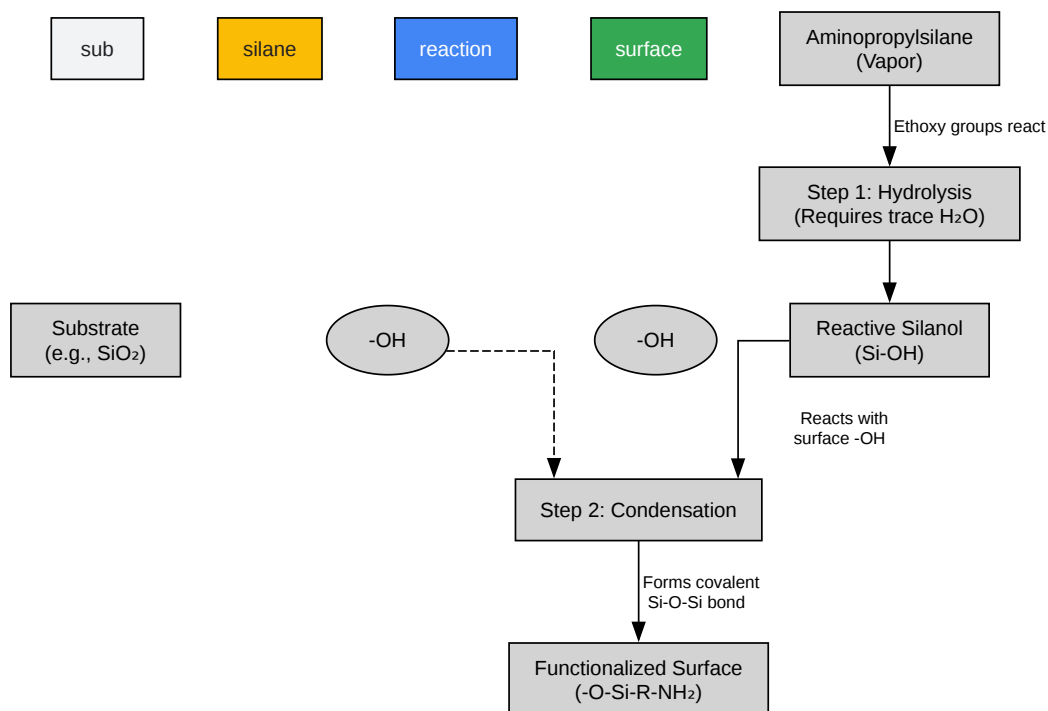 sub
silane
reaction
surface
Aminopropylsilane
(Vapor)
Ethoxy groups react
Step 1: Hydrolysis
(Requires trace H₂O)
Substrate
(e.g., SiO₂)
-OH
-OH
Reactive Silanol
(Si-OH)
Reacts with
surface -OH
Step 2: Condensation
Forms covalent
Si-O-Si bond
Functionalized Surface
(-O-Si-R-NH₂)